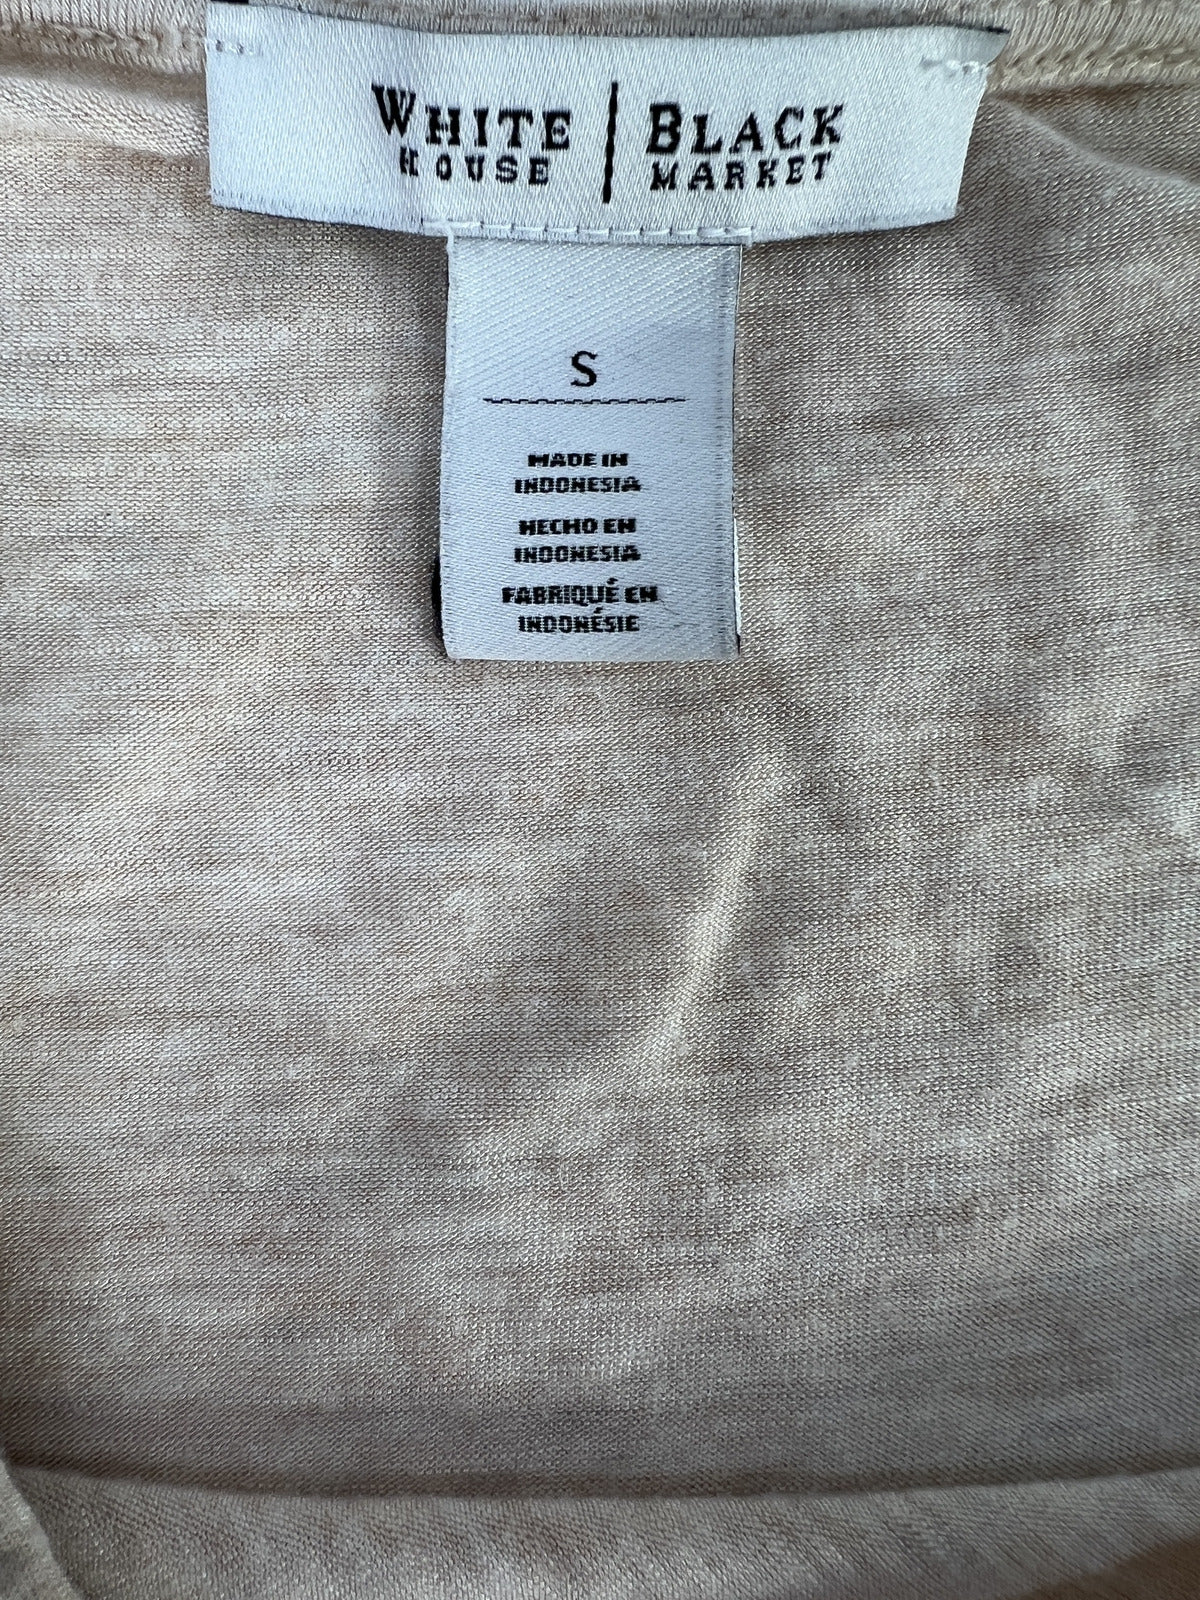 WHITE | BLACK
HOUSE | MARKET
S
MADE IN
INDONESIA
HECHO EN
INDONESIA
FABRIQUÉ EN
INDONÉSIE